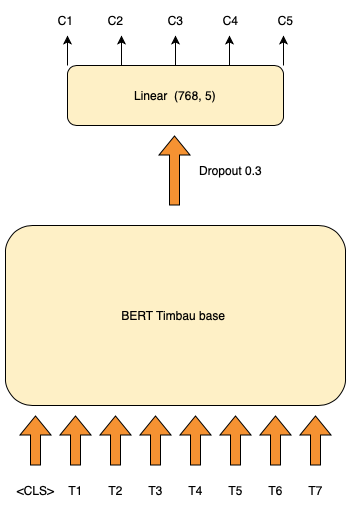 C1 C2 C3 C4 C5
Linear (768, 5)
Dropout 0.3
BERT Timbau base
<CLS> T1 T2 T3 T4 T5 T6 T7